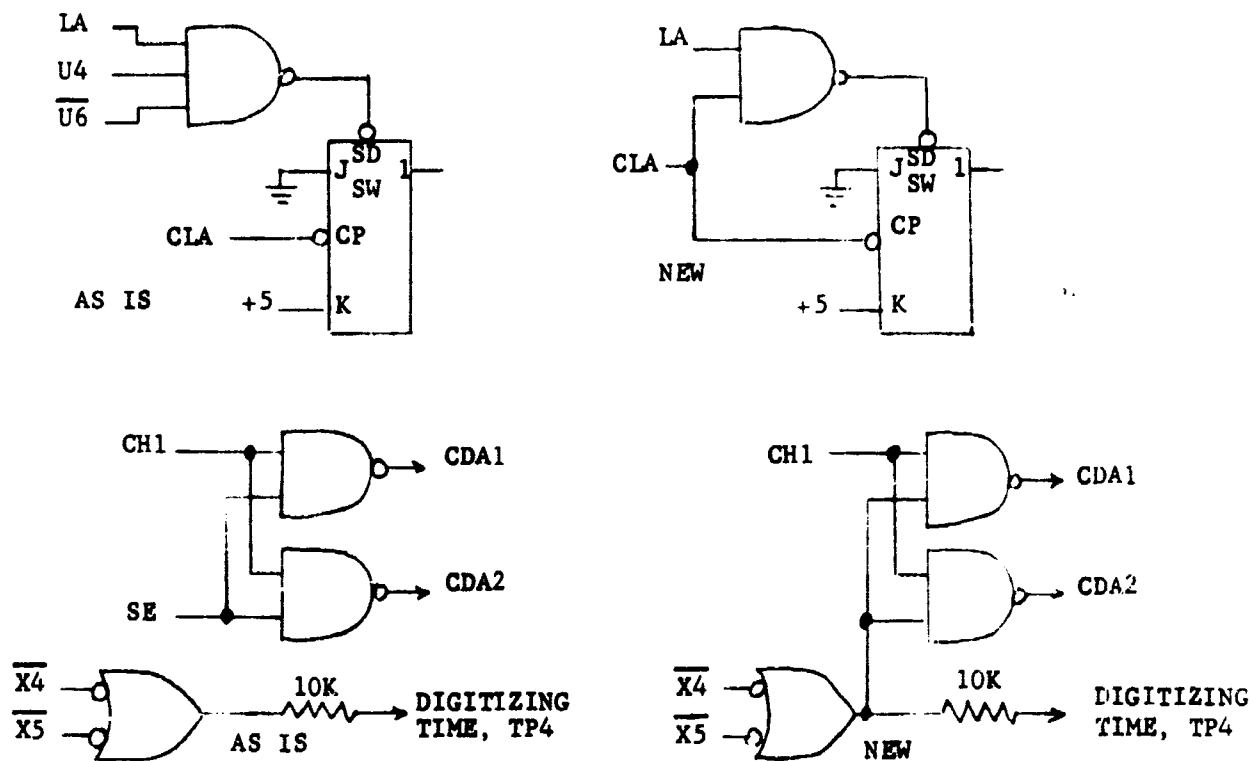 LA
U4
U6
SD
J 1
SW
CLA CP
AS IS
+5 K
LA
CLA
SD
J 1
SW
CP
NEW
+5 K
CH1
CDA1
CDA2
SE
X4
X5
10K
DIGITIZING
TIME, TP4
AS IS
CH1
CDA1
CDA2
X4
X5
10K
DIGITIZING
TIME, TP4
NEW